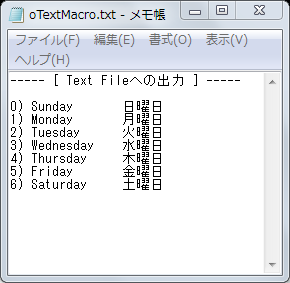 oTextMacro.txt - メモ帳
ファイル(F) 編集(E) 書式(O) 表示(V)
ヘルプ(H)
----- [ Text Fileへの出力 ] -----
0) Sunday 日曜日
1) Monday 月曜日
2) Tuesday 火曜日
3) Wednesday 水曜日
4) Thursday 木曜日
5) Friday 金曜日
6) Saturday 土曜日